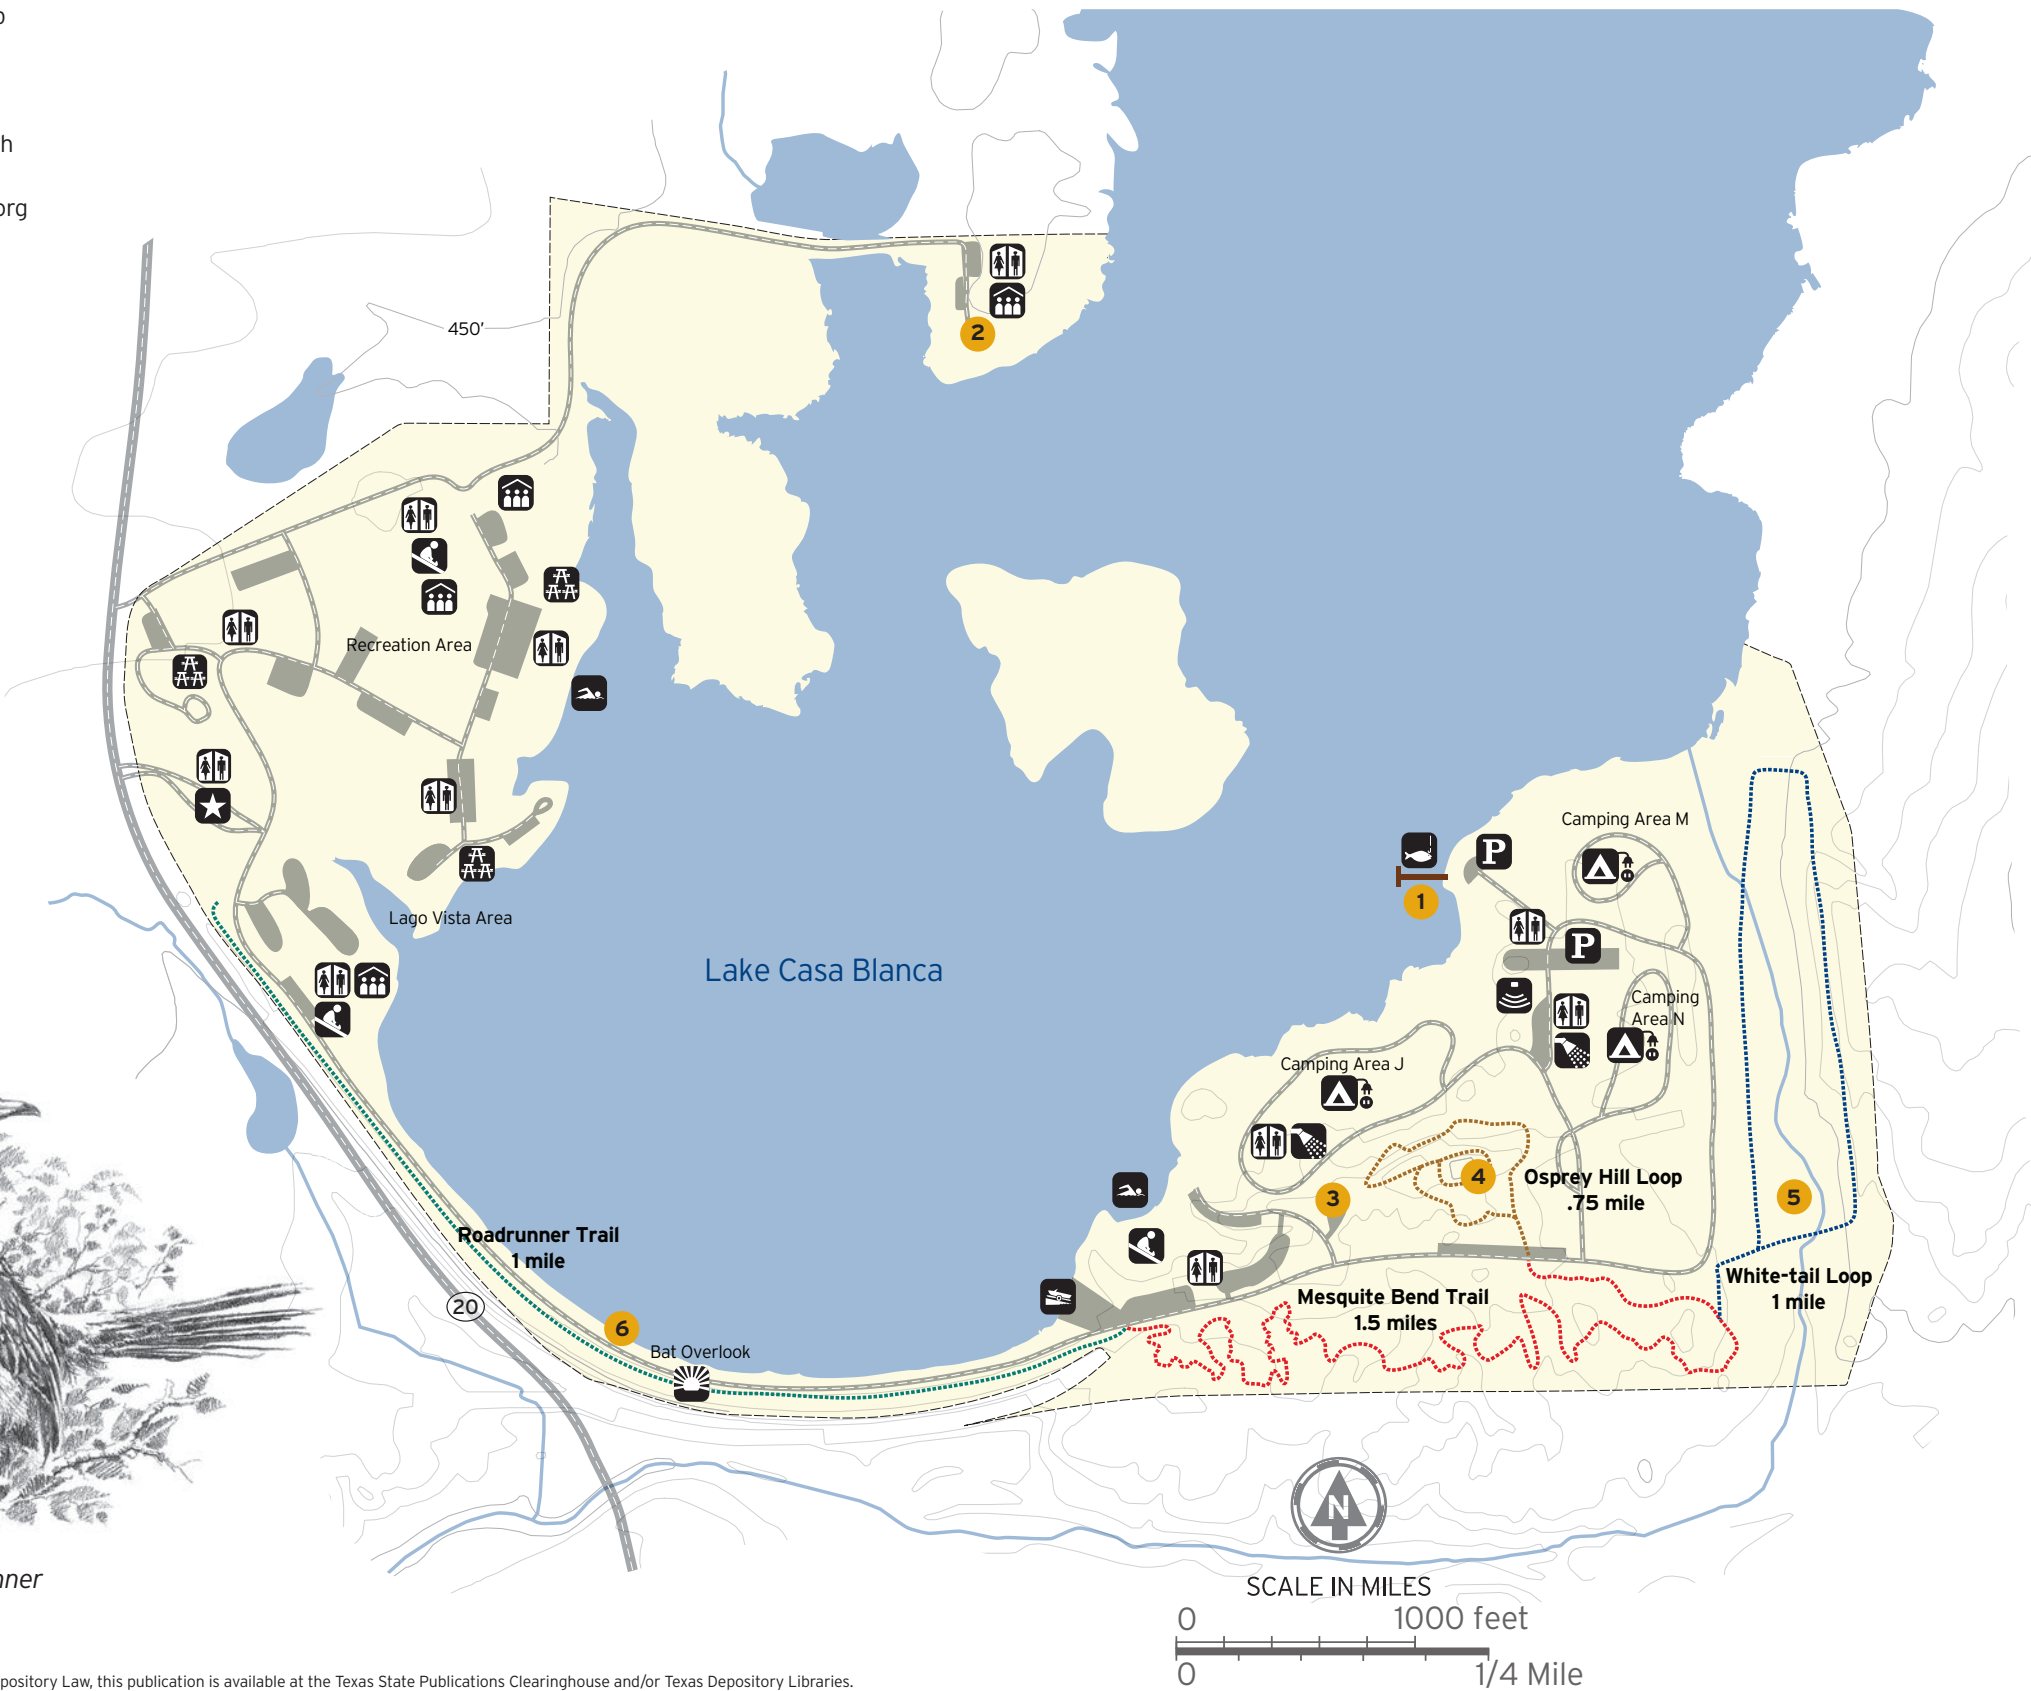 h
org
450'
2
Recreation Area
Camping Area M
P
1
Lago Vista Area
P
Lake Casa Blanca
Camping
Area N
Camping Area J
4
Osprey Hill Loop
.75 mile
3
5
Roadrunner Trail
1 mile
White-tail Loop
1 mile
20
Mesquite Bend Trail
1.5 miles
6
Bat Overlook
N
nner
SCALE IN MILES
0 1000 feet
0 1/4 Mile
pository Law, this publication is available at the Texas State Publications Clearinghouse and/or Texas Depository Libraries.